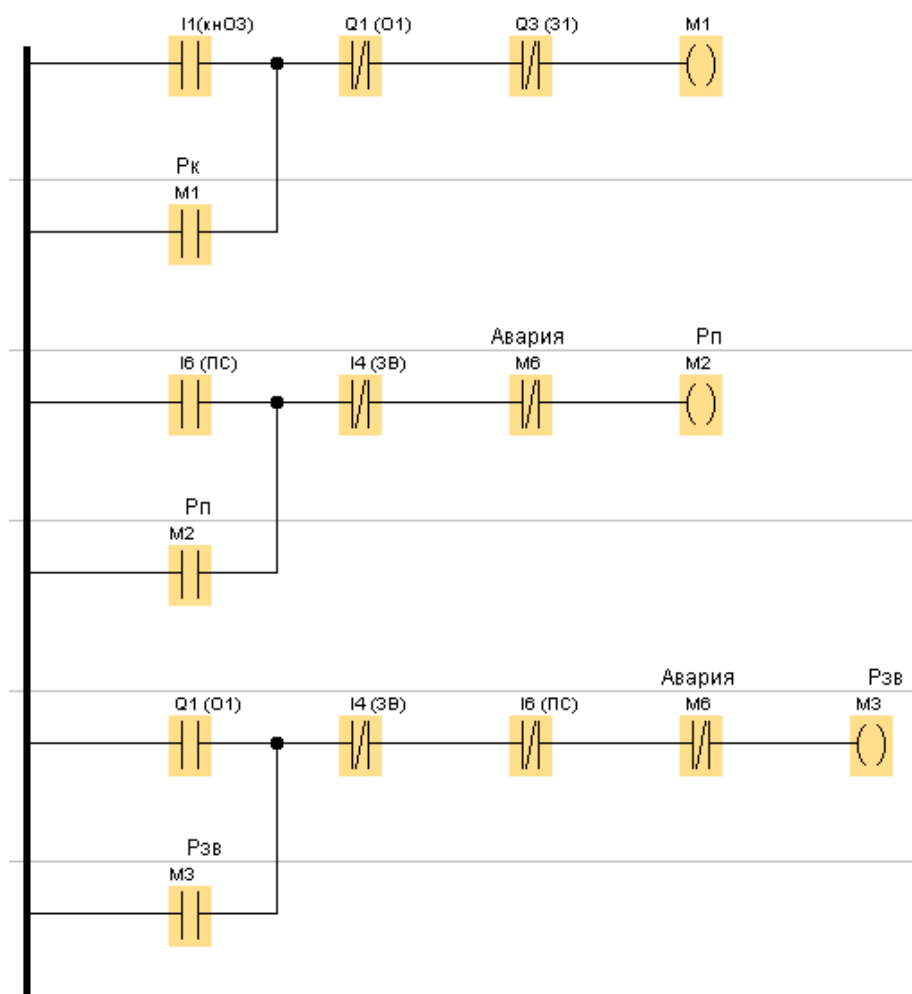 I1(кнОЗ) Q1 (О1) Q3 (З1) M1
Рк
M1
Авария Рп
I6 (ПС) I4 (ЗВ) M6 M2
Рп
M2
Авария Рзв
Q1 (О1) I4 (ЗВ) I6 (ПС) M6 M3
Рзв
M3